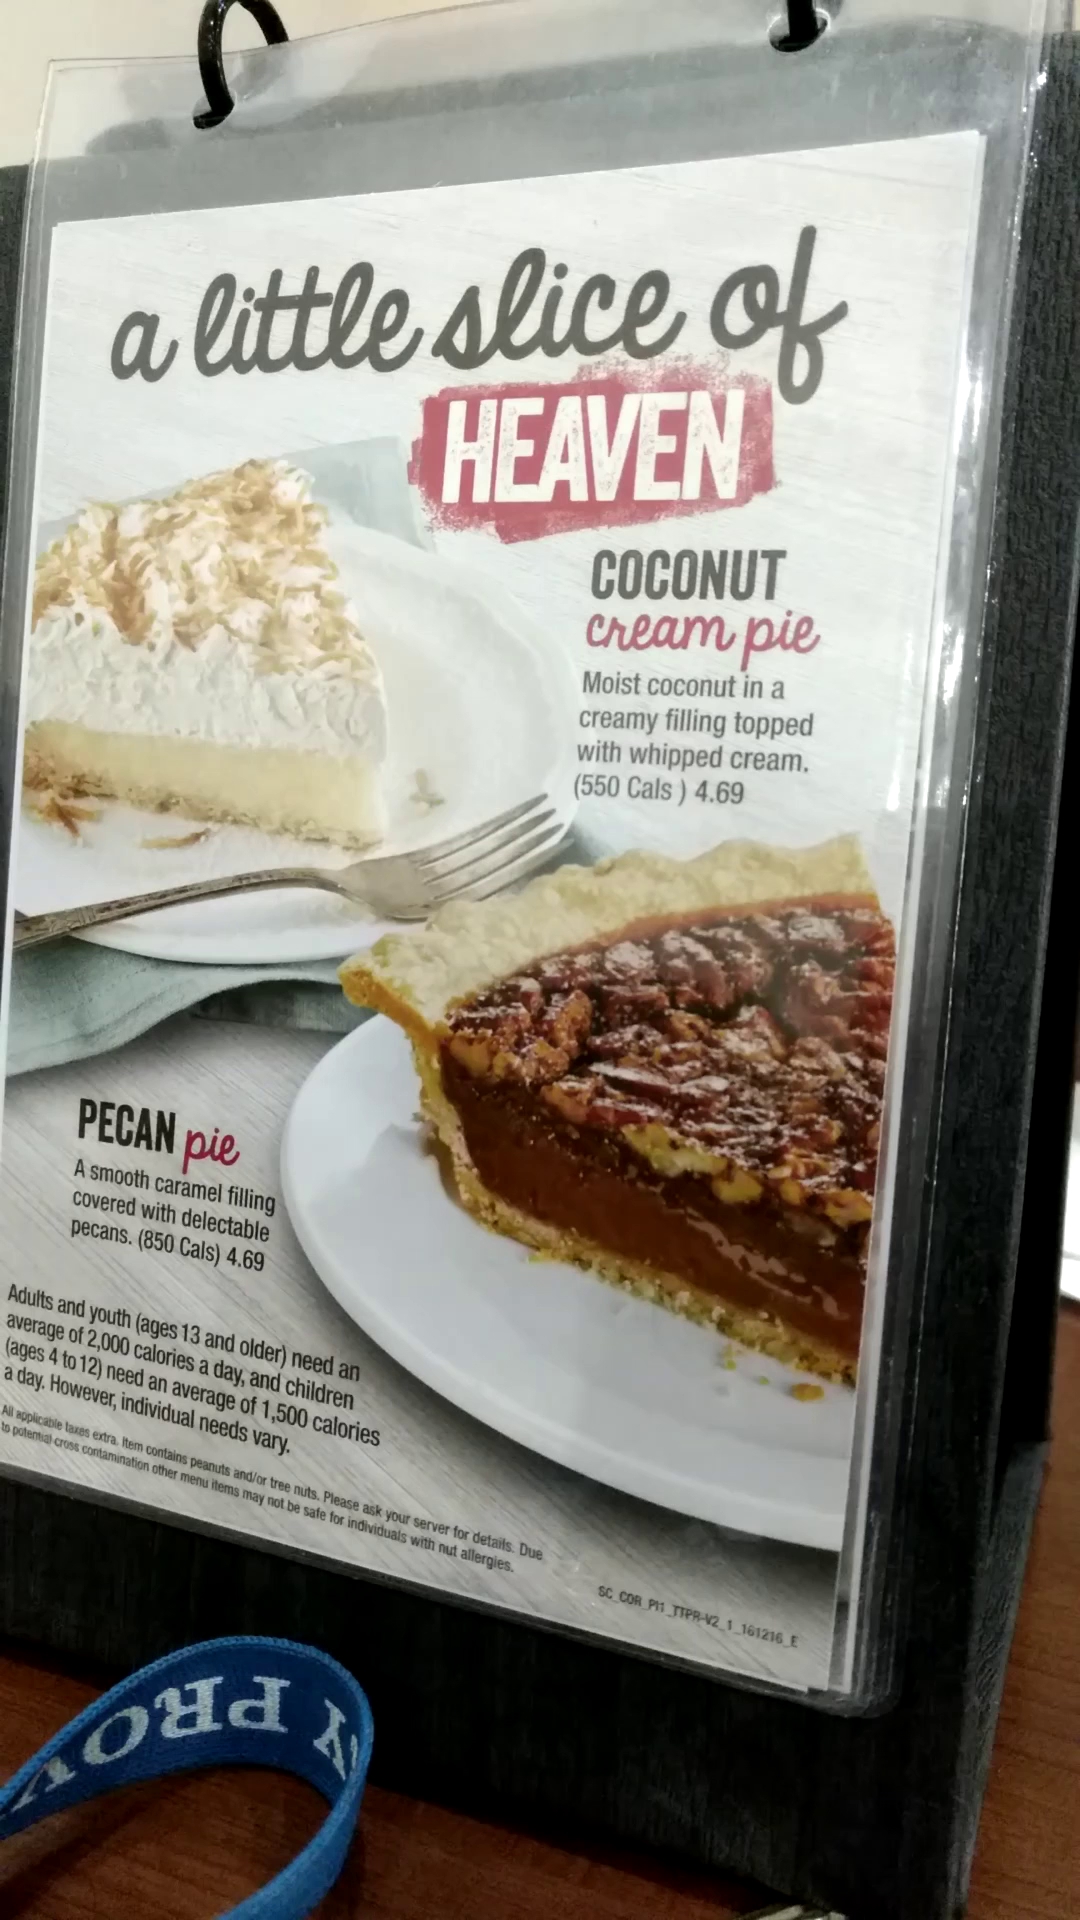 a little slice of
HEAVEN
COCONUT
cream pie
Moist coconut in a
creamy filling topped
with whipped cream.
(550 Cals ) 4.69
PECAN pie
A smooth caramel filling
covered with delectable
pecans. (850 Cals) 4.69
Adults and youth (ages 13 and older) need an
average of 2,000 calories a day, and children
(ages 4 to 12) need an average of 1,500 calories
a day. However, individual needs vary.
All applicable taxes extra. Item contains peanuts and/or tree nuts. Please ask your server for details. Due
to potential cross contamination other menu items may not be safe for individuals with nut allergies.
SC_COR_PI1_TTPR-V2_1_161216_E